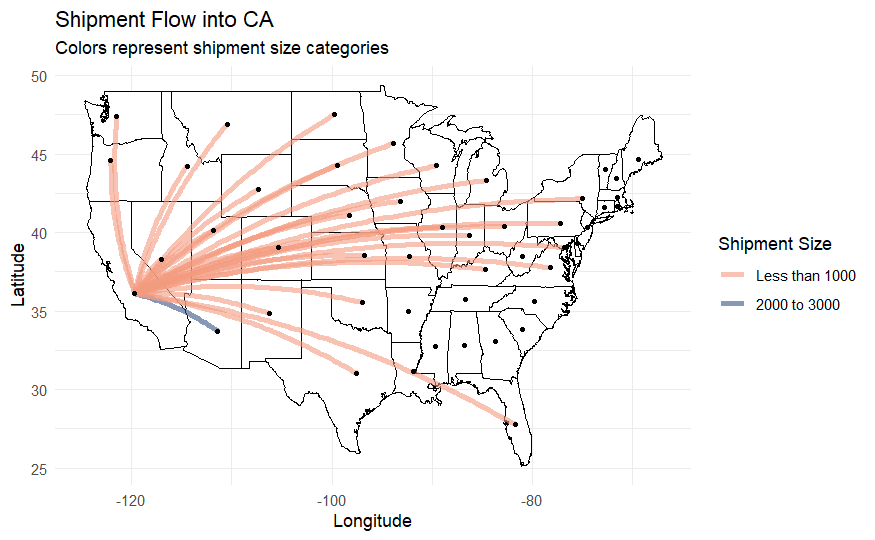 Shipment Flow into CA
Colors represent shipment size categories
50
45
40
35
30
25
Latitude
-120
-100
-80
Longitude
Shipment Size
Less than 1000
2000 to 3000